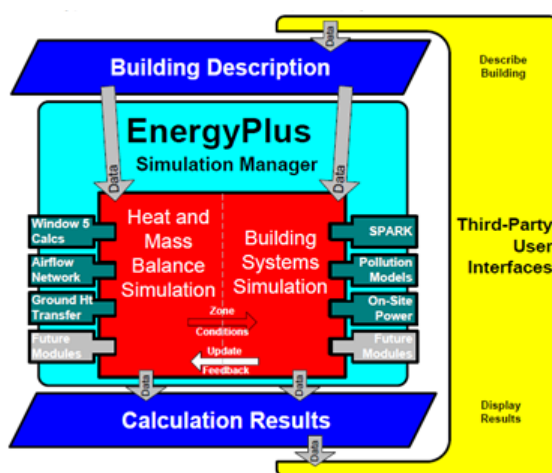 Data
Building Description
Describe
Building
EnergyPlus
Simulation Manager
Data
Data
Window 5
Calcs
Airflow
Network
Ground Ht
Transfer
Future
Modules
Heat and
Mass
Balance
Simulation
Building
Systems
Simulation
SPARK
Pollution
Models
On-Site
Power
Future
Modules
Zone
Conditions
Update
Feedback
Third-Party
User
Interfaces
Data
Data
Calculation Results
Display
Results
Data